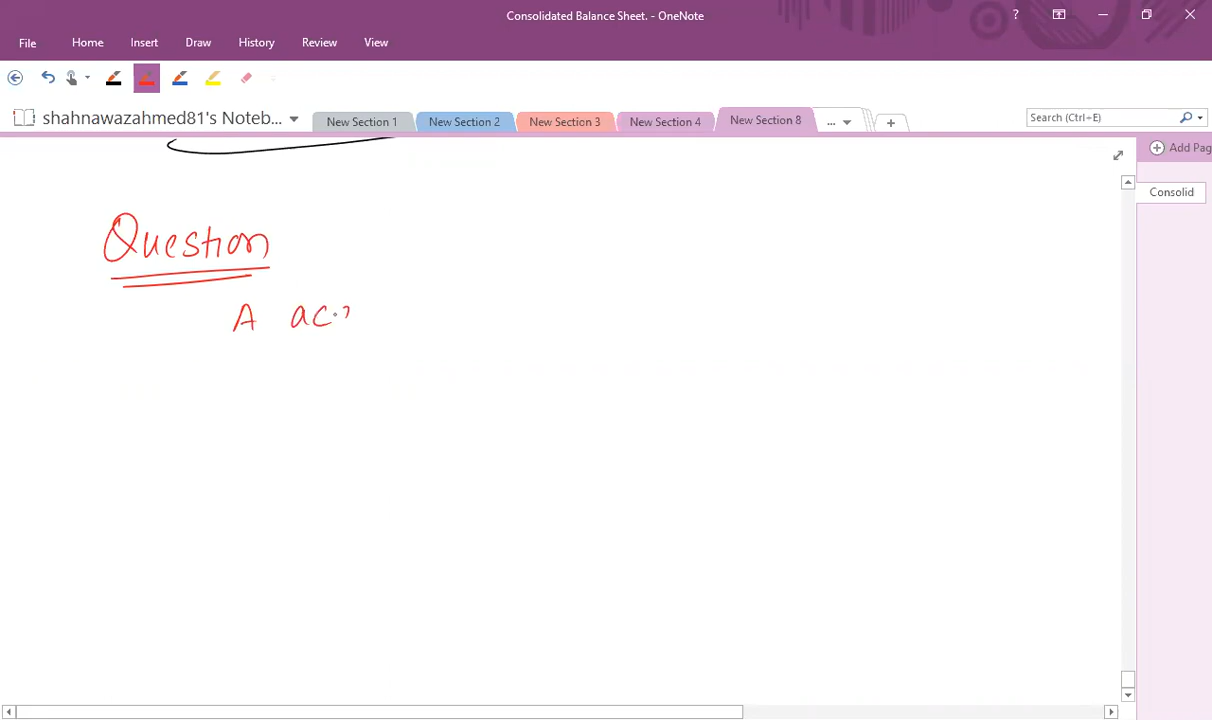 Consolidated Balance Sheet. - OneNote
?
File Home Insert Draw History Review View
shahnawazahmed81's Noteb... New Section 1 New Section 2 New Section 3 New Section 4 New Section 8 ... Search (Ctrl+E)
Add Pag
Consolid
Question
A